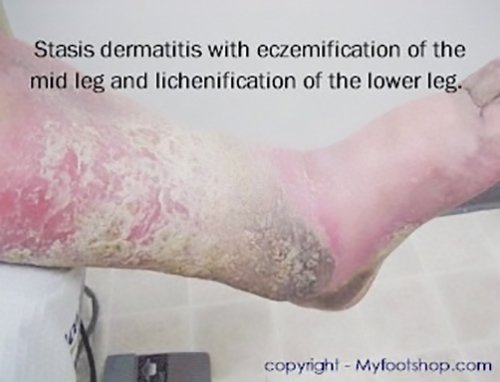 Stasis dermatitis with eczemification of the
mid leg and lichenification of the lower leg.
copyright - Myfootshop.com